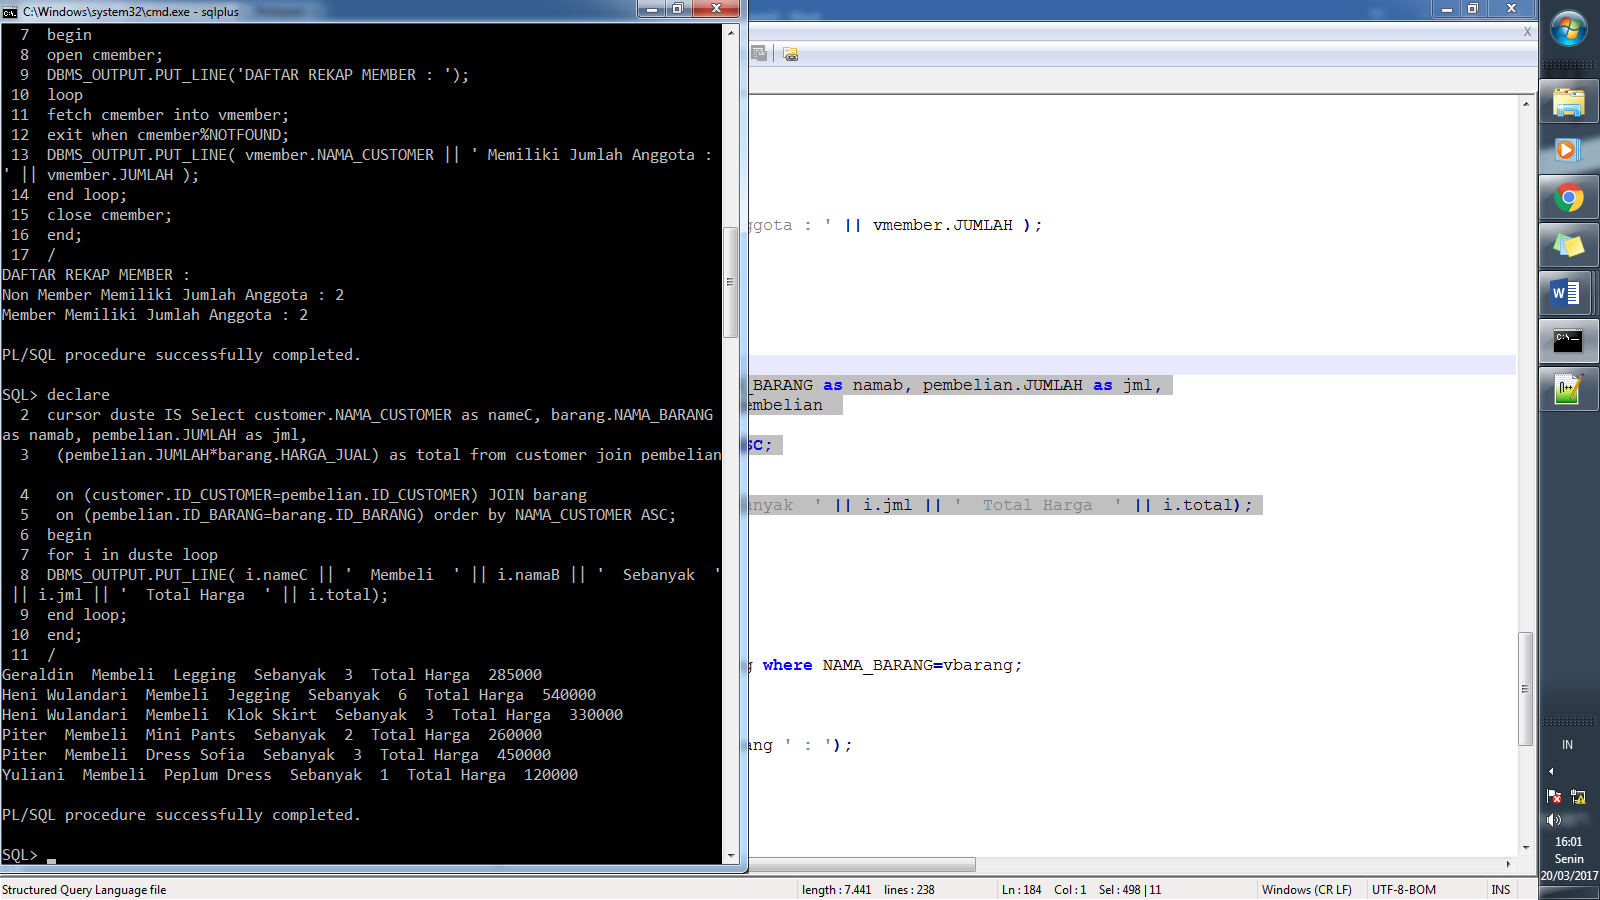 C:\Windows\system32\cmd.exe - sqlplus
7 begin
8 open cmember;
9 DBMS_OUTPUT.PUT_LINE('DAFTAR REKAP MEMBER : ');
10 loop
11 fetch cmember into vmember;
12 exit when cmember%NOTFOUND;
13 DBMS_OUTPUT.PUT_LINE( vmember.NAMA_CUSTOMER || ' Memiliki Jumlah Anggota :
' || vmember.JUMLAH );
14 end loop;
15 close cmember;
16 end;
17 /
DAFTAR REKAP MEMBER :
Non Member Memiliki Jumlah Anggota : 2
Member Memiliki Jumlah Anggota : 2
PL/SQL procedure successfully completed.
SQL> declare
2 cursor duste IS Select customer.NAMA_CUSTOMER as nameC, barang.NAMA_BARANG
as namab, pembelian.JUMLAH as jml,
3 (pembelian.JUMLAH*barang.HARGA_JUAL) as total from customer join pembelian
4 on (customer.ID_CUSTOMER=pembelian.ID_CUSTOMER) JOIN barang
5 on (pembelian.ID_BARANG=barang.ID_BARANG) order by NAMA_CUSTOMER ASC;
6 begin
7 for i in duste loop
8 DBMS_OUTPUT.PUT_LINE( i.nameC || ' Membeli ' || i.namaB || ' Sebanyak '
|| i.jml || ' Total Harga ' || i.total);
9 end loop;
10 end;
11 /
Geraldin Membeli Legging Sebanyak 3 Total Harga 285000
Heni Wulandari Membeli Jegging Sebanyak 6 Total Harga 540000
Heni Wulandari Membeli Klok Skirt Sebanyak 3 Total Harga 330000
Piter Membeli Mini Pants Sebanyak 2 Total Harga 260000
Piter Membeli Dress Sofia Sebanyak 3 Total Harga 450000
Yuliani Membeli Peplum Dress Sebanyak 1 Total Harga 120000
PL/SQL procedure successfully completed.
SQL>
ggota : ' || vmember.JUMLAH );
_BARANG as namab, pembelian.JUMLAH as jml,
embelian
SC;
anyak ' || i.jml || ' Total Harga ' || i.total);
g where NAMA_BARANG=vbarang;
ang ' : ');
Structured Query Language file
length : 7.441 lines : 238
Ln : 184 Col : 1 Sel : 498 | 11
Windows (CR LF)
UTF-8-BOM
INS
IN
16:01
Senin
20/03/2017